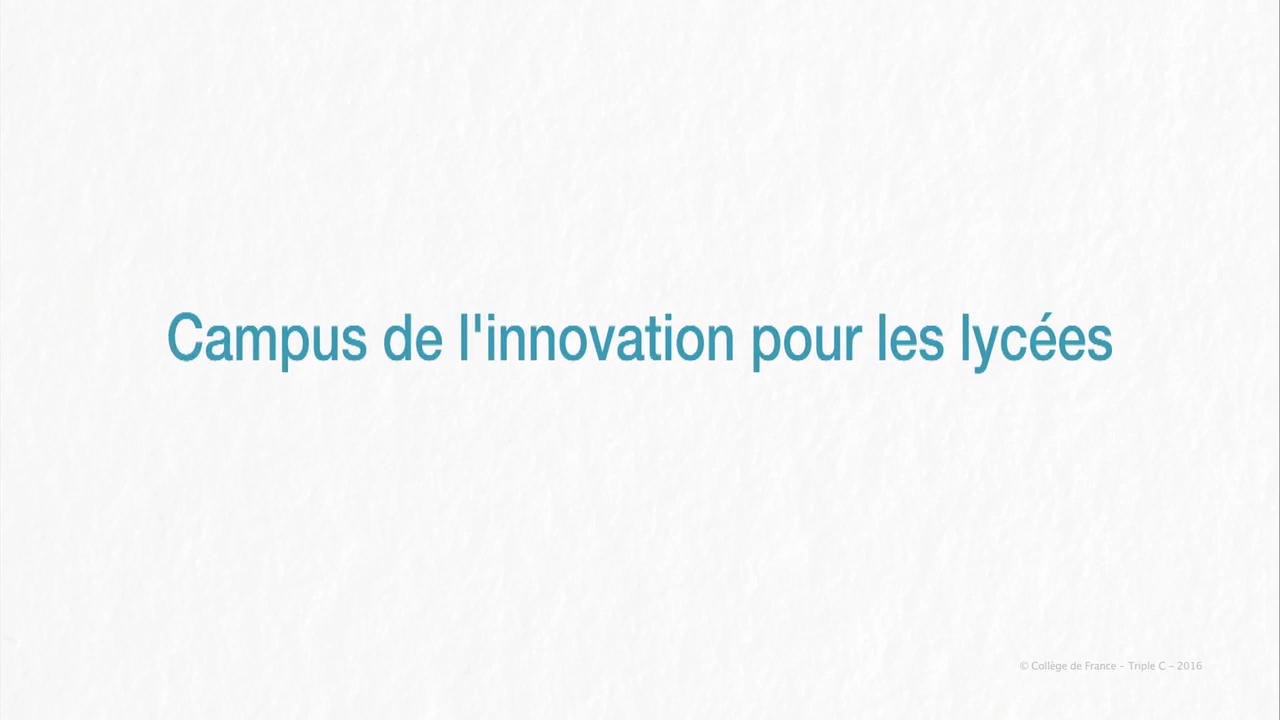 Campus de l'innovation pour les lycées
© Collège de France - Triple C - 2016